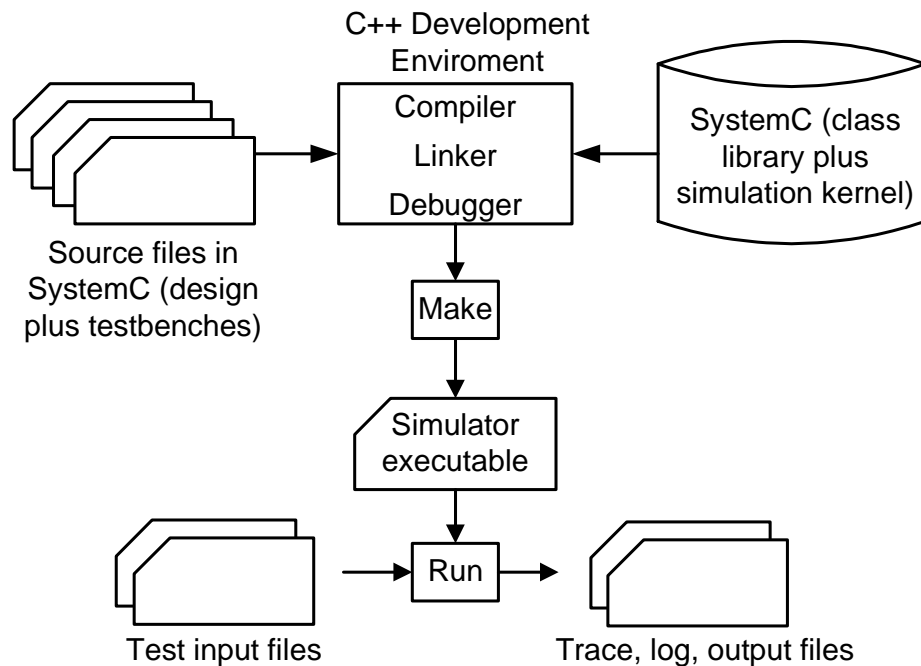 C++ Development
Enviroment
Compiler
Linker
Debugger
SystemC (class
library plus
simulation kernel)
Source files in
SystemC (design
plus testbenches)
Make
Simulator
executable
Run
Test input files
Trace, log, output files